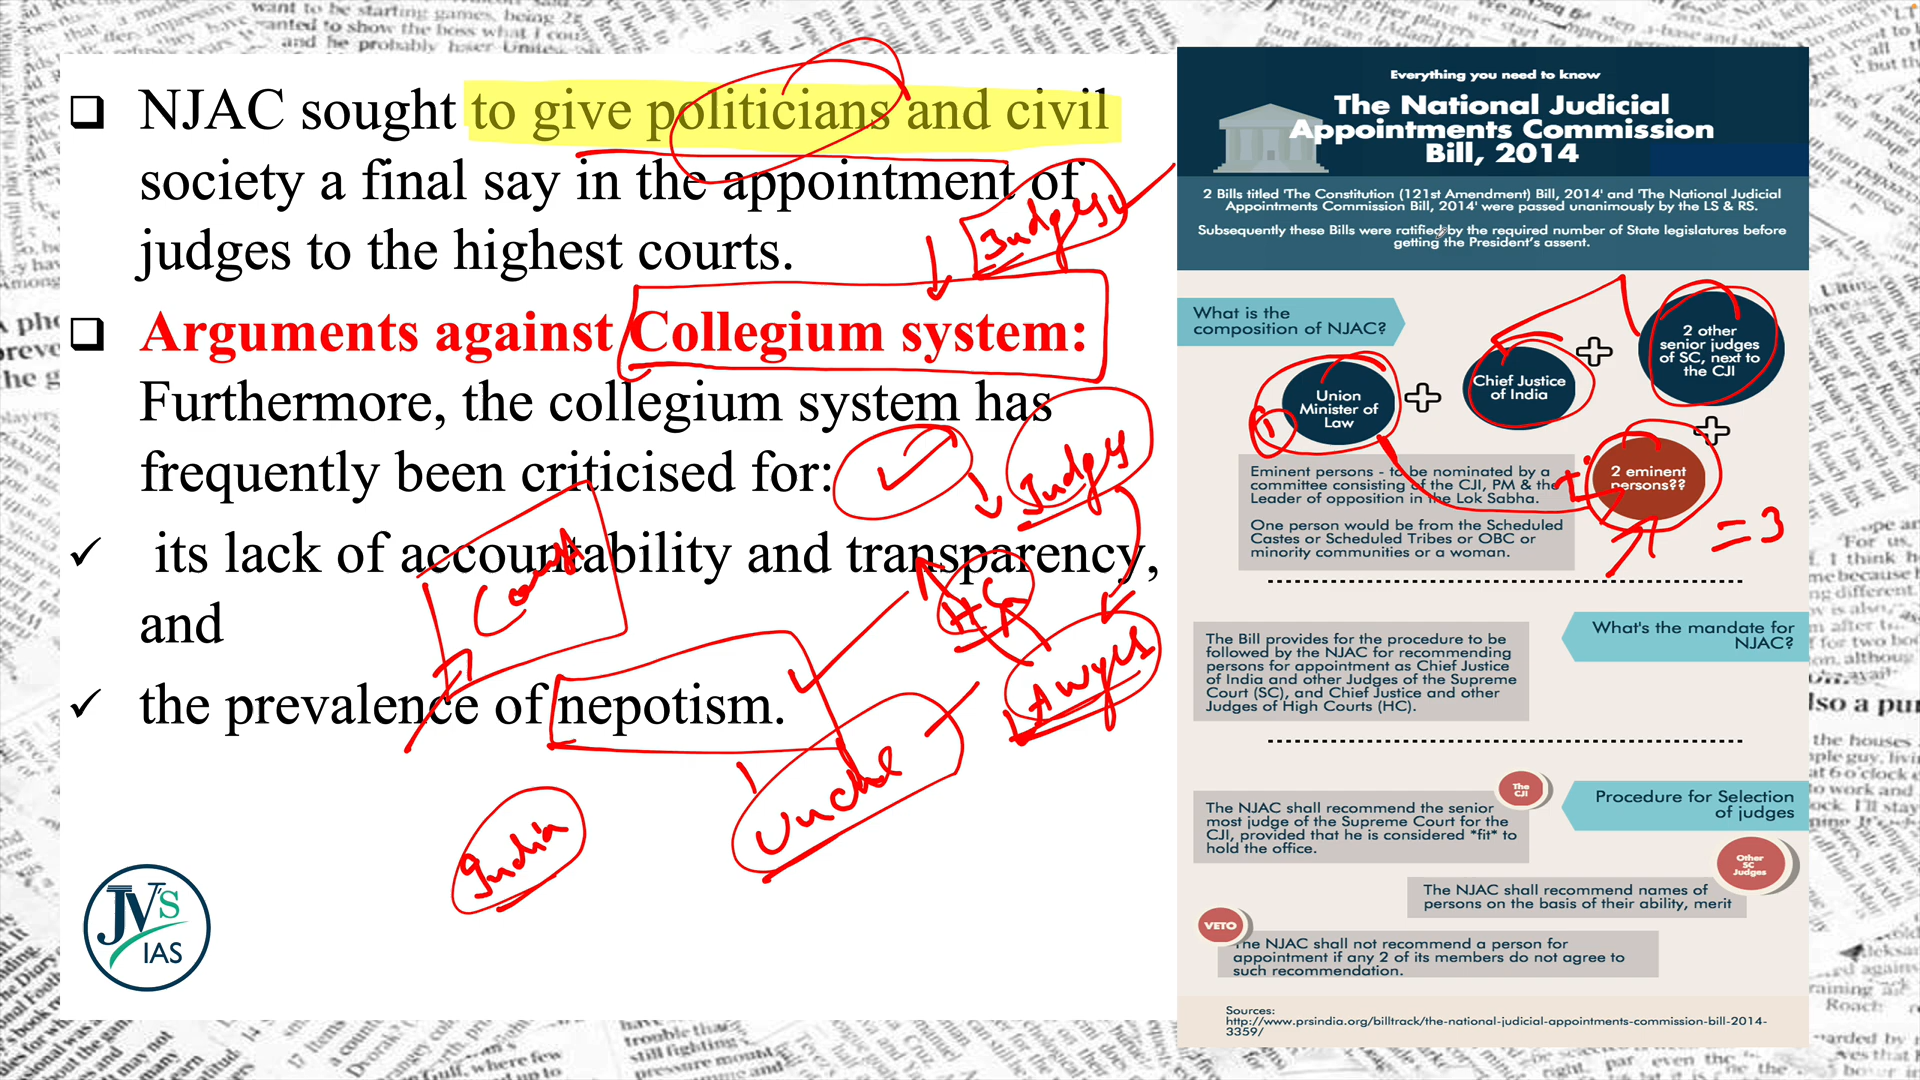 ❑ NJAC sought to give politicians and civil
society a final say in the appointment of
judges to the highest courts.
❑ Arguments against Collegium system:
Furthermore, the collegium system has
frequently been criticised for:
✓ its lack of accountability and transparency,
and
✓ the prevalence of nepotism.
Judges
Judges
HC
Court
Uncle
India
JV'S
IAS
Everything you need to know
The National Judicial
Appointments Commission
Bill, 2014
2 Bills titled 'The Constitution (121st Amendment) Bill, 2014' and 'The National Judicial
Appointments Commission Bill, 2014' were passed unanimously by the LS & RS.
Subsequently these Bills were ratified by the required number of State legislatures before
getting the President's assent.
What is the
composition of NJAC?
Union
Minister of
Law
Chief Justice
of India
2 other
senior judges
of SC, next to
the CJI
2 eminent
persons??
= 3
Eminent persons - to be nominated by a
committee consisting of the CJI, PM & the
Leader of opposition in the Lok Sabha.
One person would be from the Scheduled
Castes or Scheduled Tribes or OBC or
minority communities or a woman.
What's the mandate for
NJAC?
The Bill provides for the procedure to be
followed by the NJAC for recommending
persons for appointment as Chief Justice
of India and other Judges of the Supreme
Court (SC), and Chief Justice and other
Judges of High Courts (HC).
Procedure for Selection
of judges
The
CJI
The NJAC shall recommend the senior
most judge of the Supreme Court for the
CJI, provided that he is considered *fit* to
hold the office.
Other
SC
Judges
The NJAC shall recommend names of
persons on the basis of their ability, merit
VETO
The NJAC shall not recommend a person for
appointment if any 2 of its members do not agree to
such recommendation.
Sources:
http://www.prsindia.org/billtrack/the-national-judicial-appointments-commission-bill-2014-
3359/